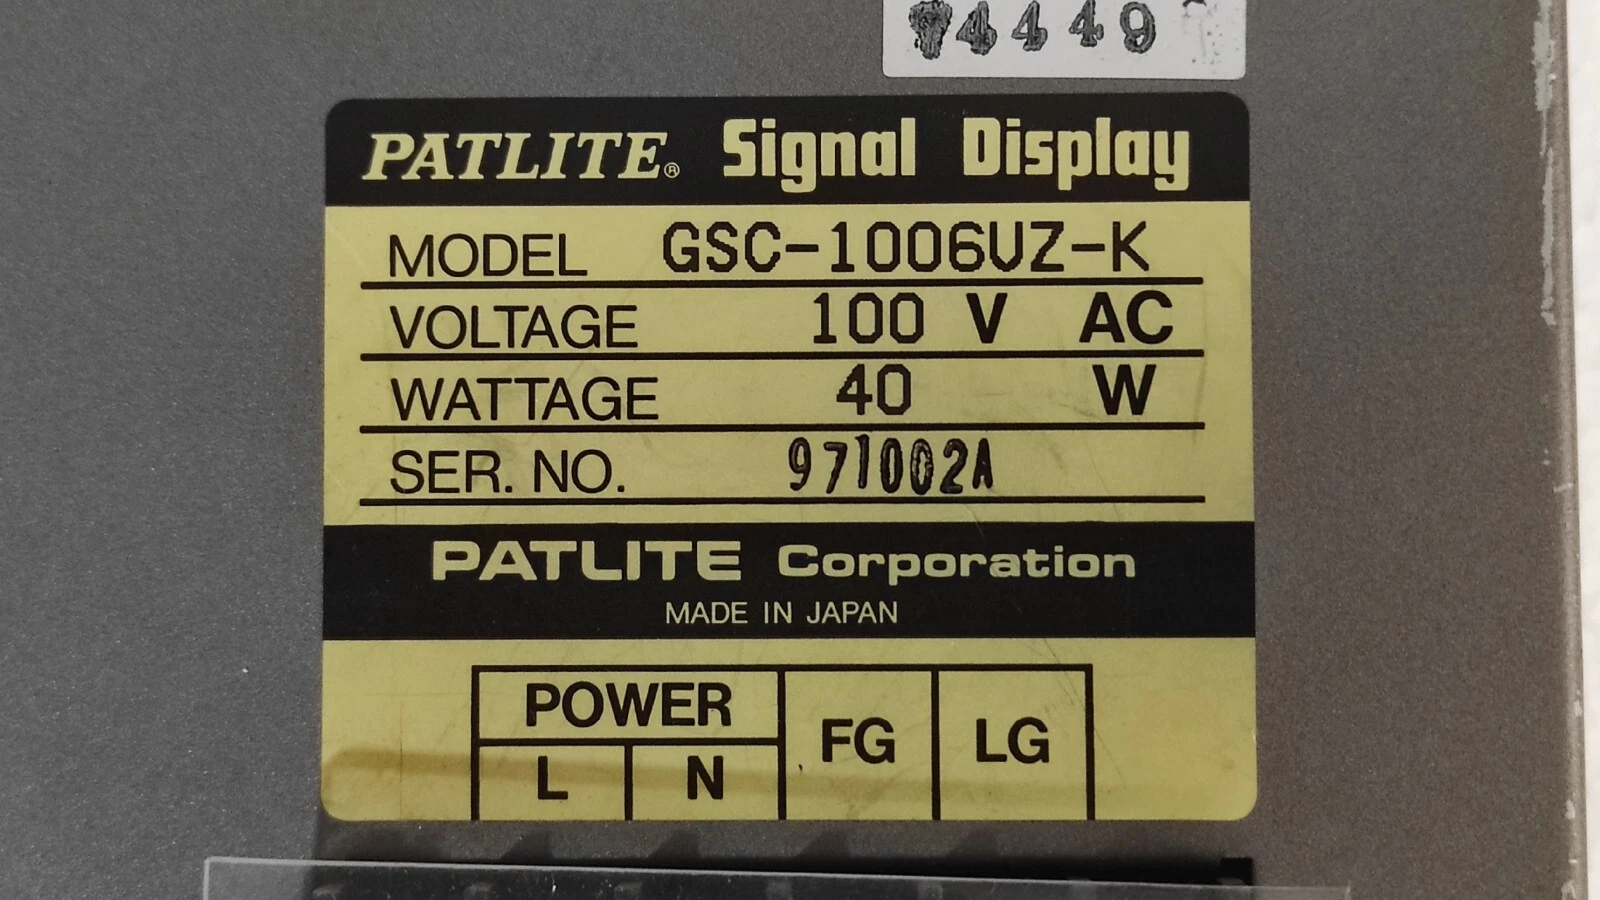 74449
PATLITE® Signal Display
MODEL GSC-1006VZ-K
VOLTAGE 100 V AC
WATTAGE 40 W
SER. NO. 971002A
PATLITE Corporation
MADE IN JAPAN
POWER FG LG
L N